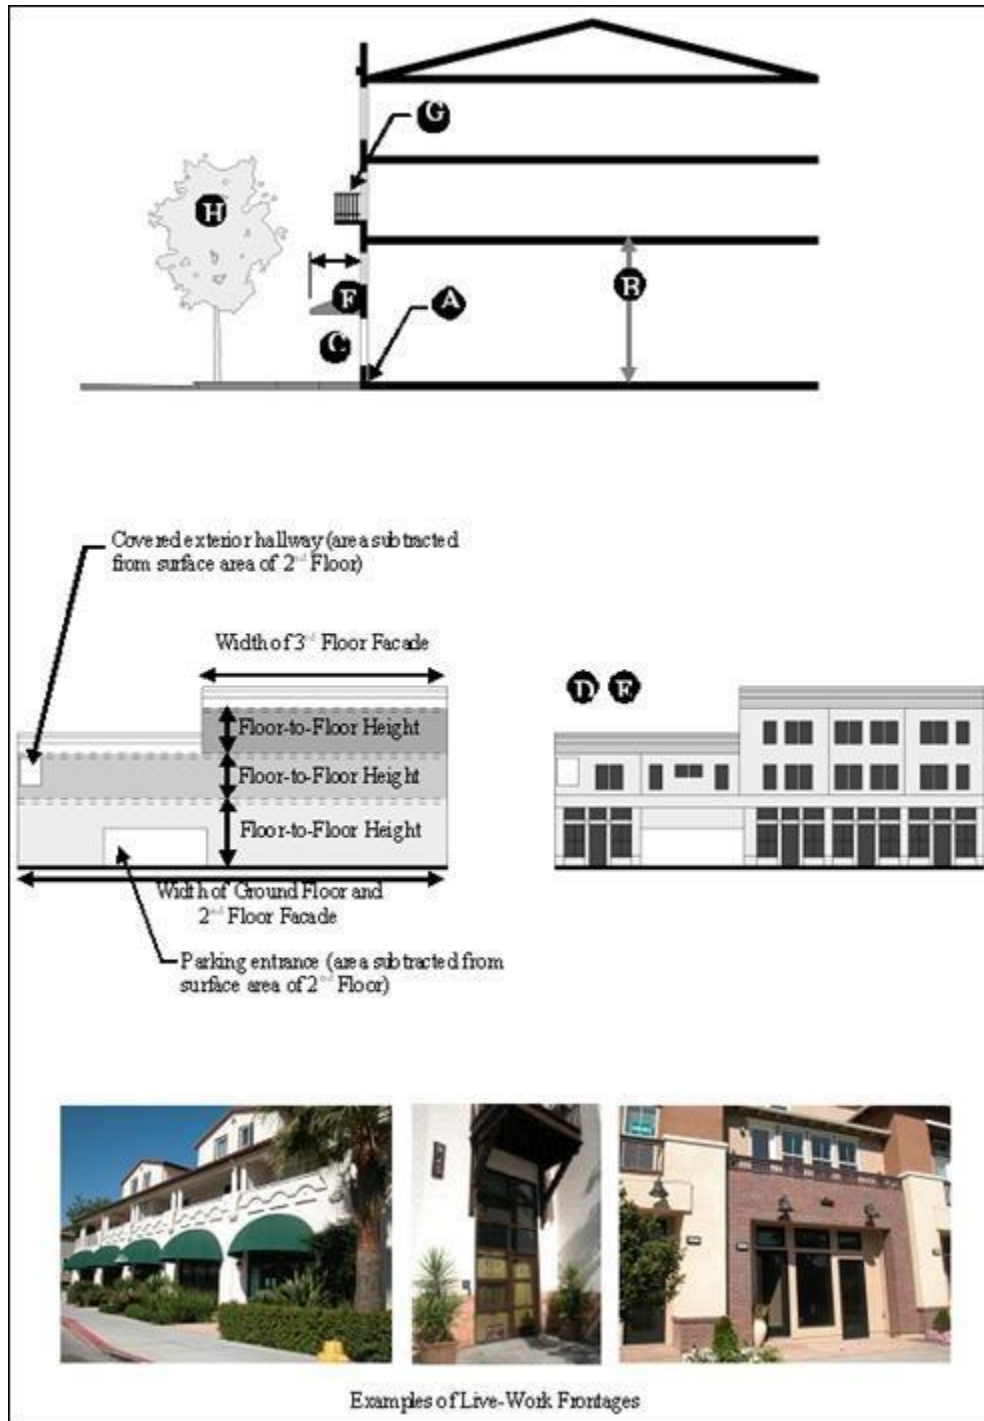 G
H
F
A
B
C
Covered exterior hallway (area subtracted
from surface area of 2nd Floor)
Width of 3rd Floor Facade
D E
Floor-to-Floor Height
Floor-to-Floor Height
Floor-to-Floor Height
Width of Ground Floor and
2nd Floor Facade
Parking entrance (area subtracted from
surface area of 2nd Floor)
Examples of Live-Work Frontages